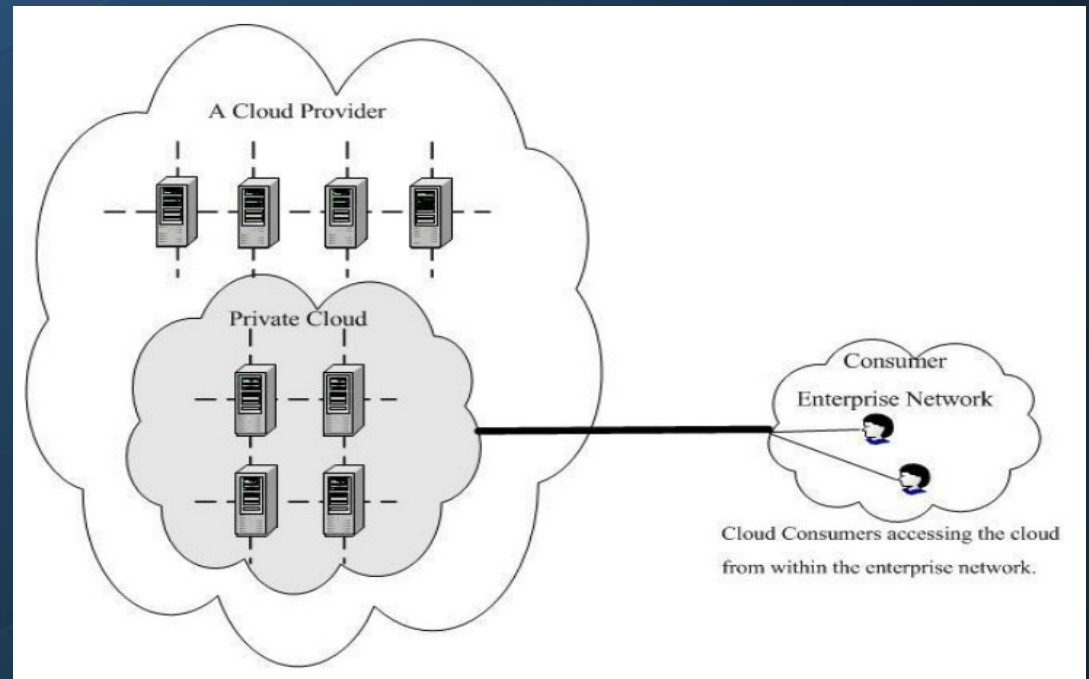 A Cloud Provider
Private Cloud
Consumer
Enterprise Network
Cloud Consumers accessing the cloud
from within the enterprise network.